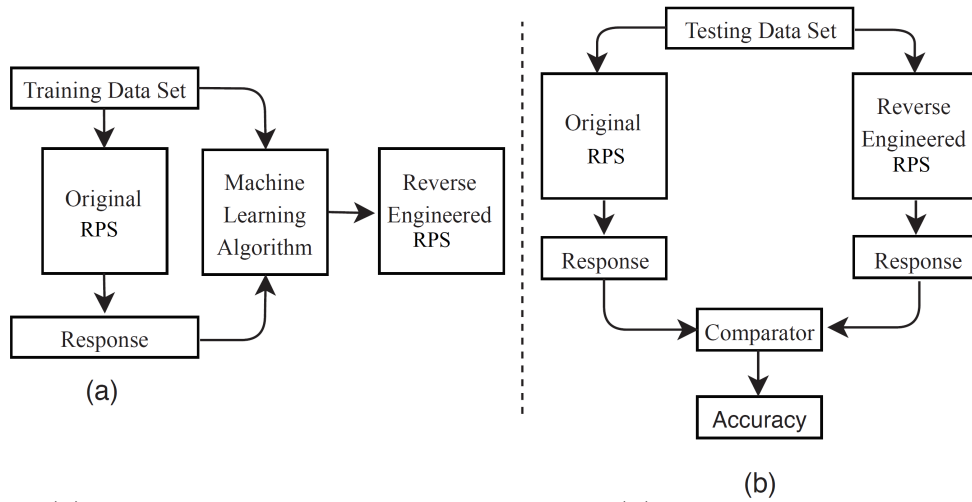 Training Data Set
Original
RPS
Response
Machine
Learning
Algorithm
Reverse
Engineered
RPS
(a)
Testing Data Set
Original
RPS
Reverse
Engineered
RPS
Response
Response
Comparator
Accuracy
(b)